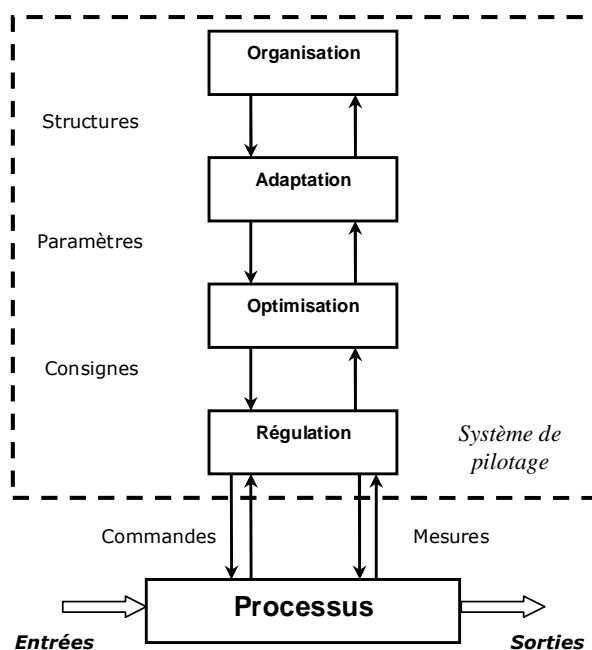 Organisation
Structures
Adaptation
Paramètres
Optimisation
Consignes
Régulation
Système de
pilotage
Commandes
Mesures
Processus
Entrées
Sorties